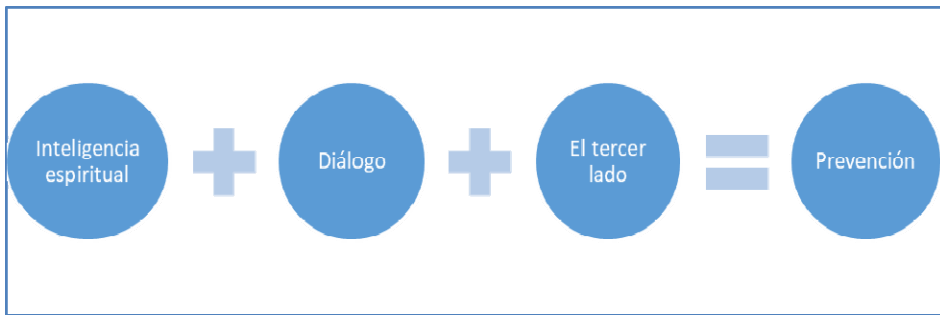 Inteligencia
espiritual
Diálogo
El tercer
lado
Prevención